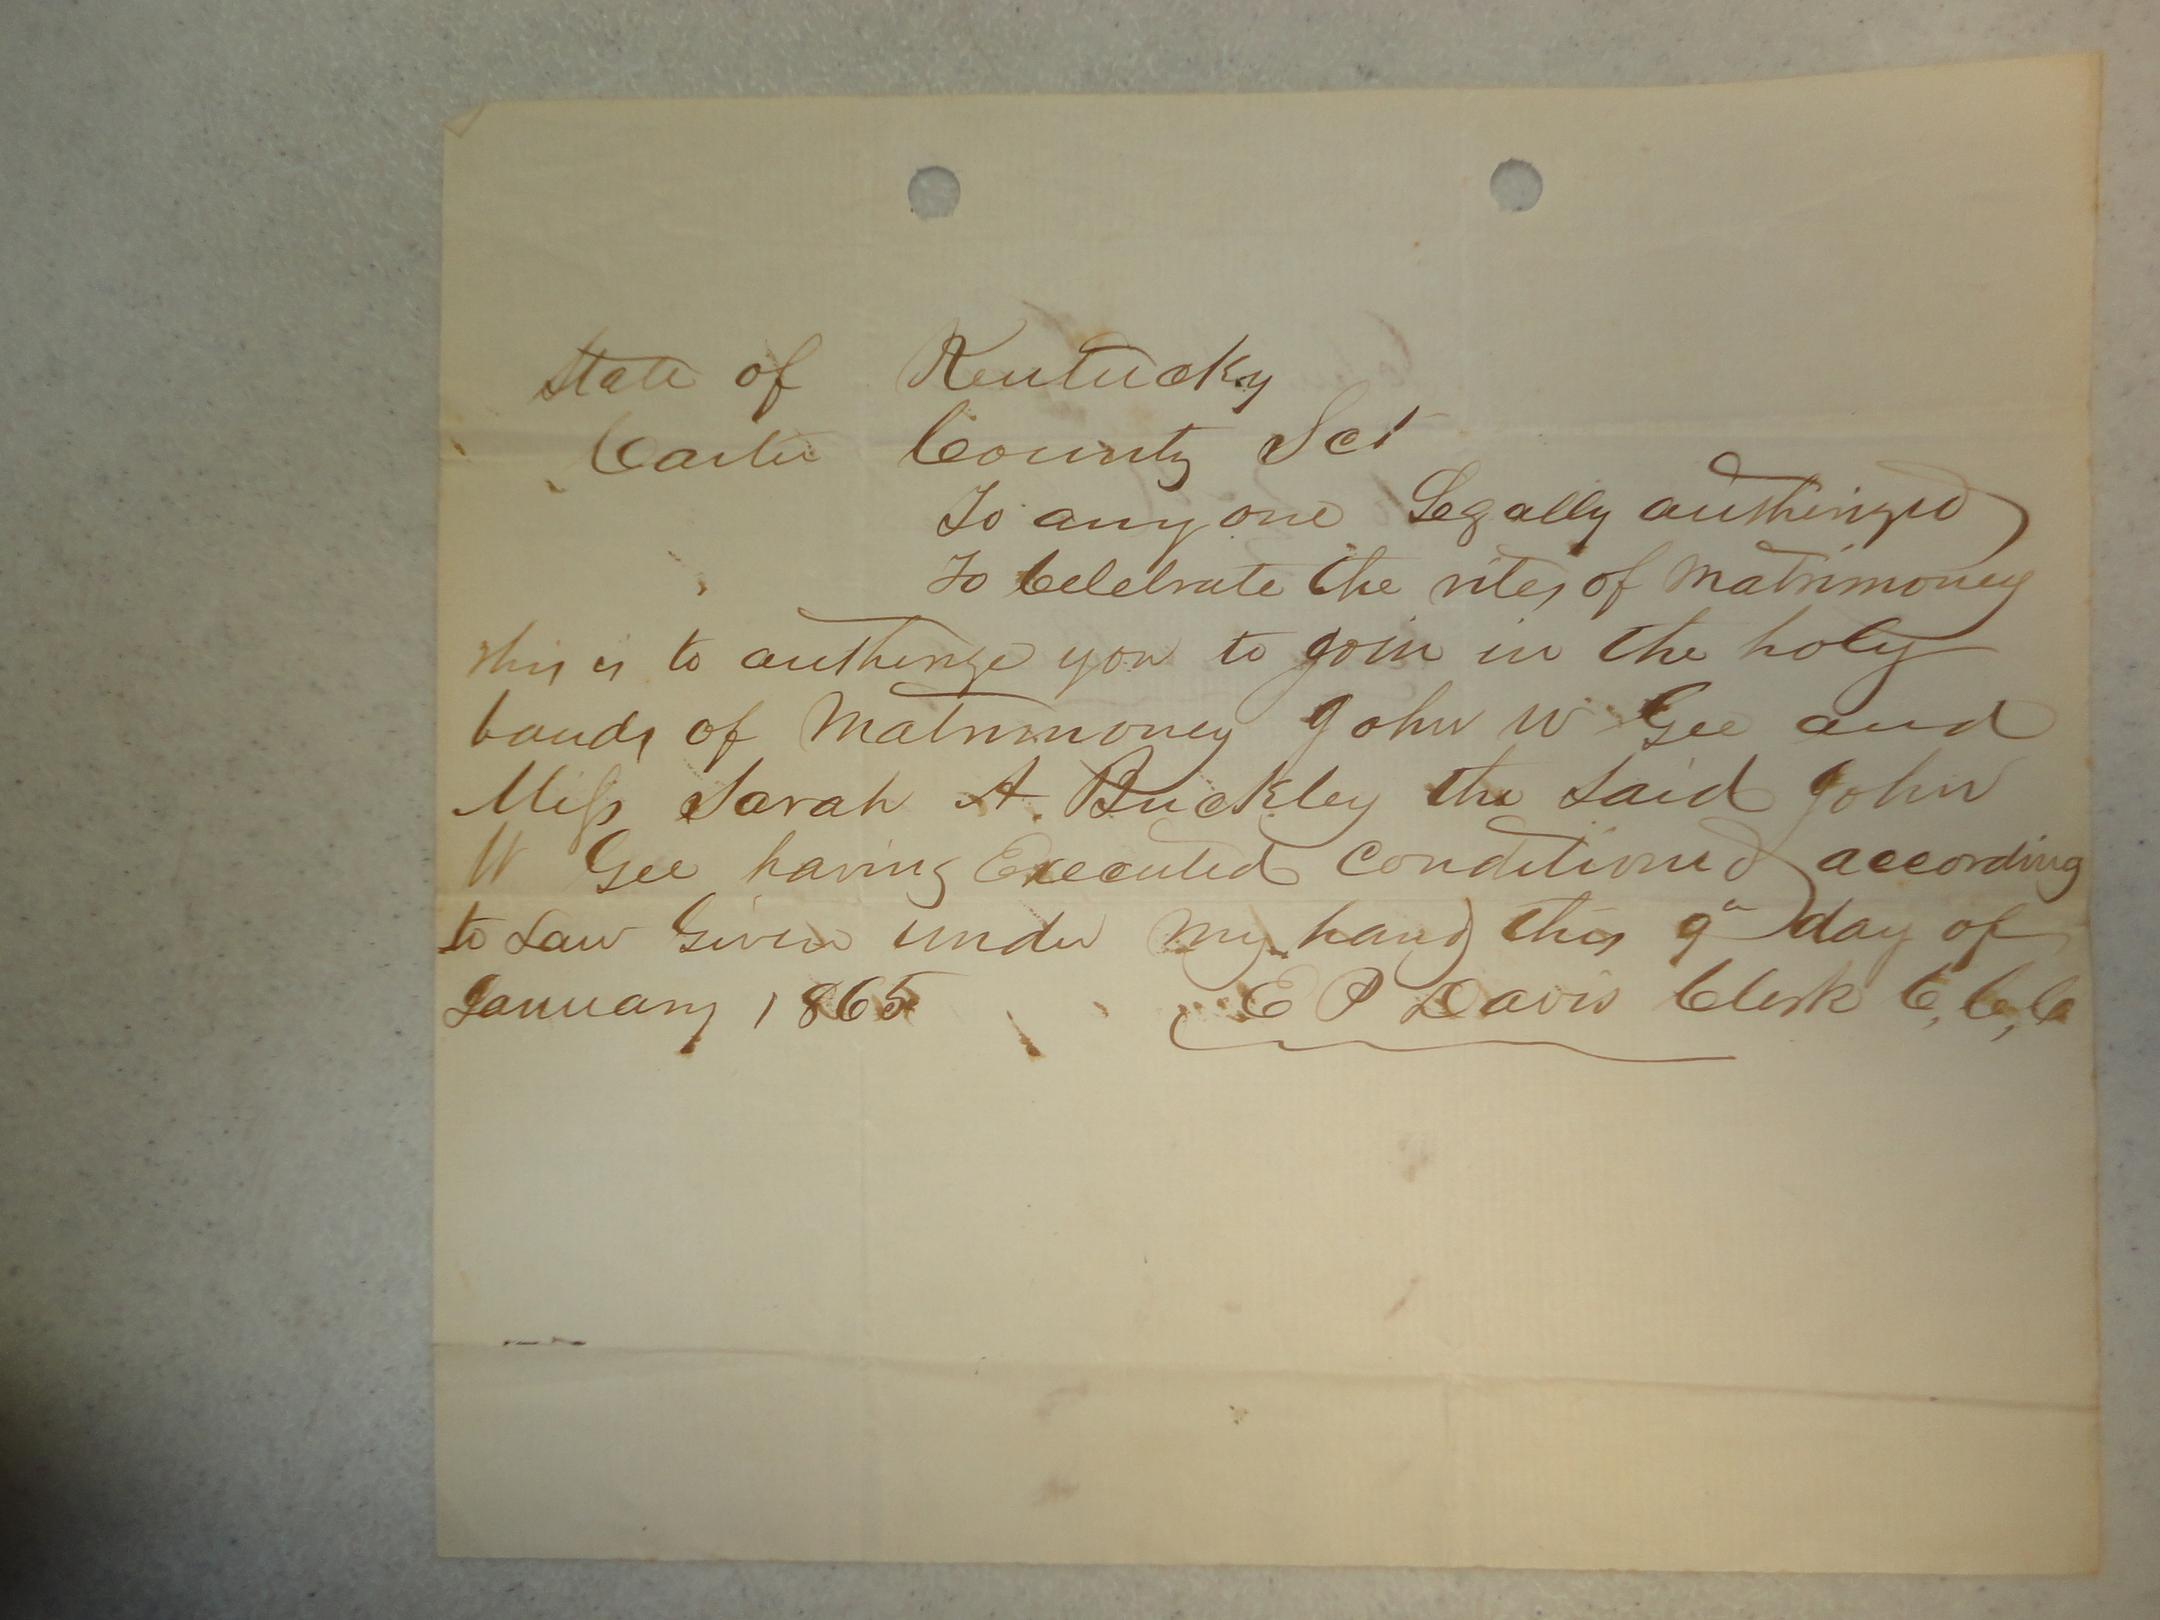 State of Kentucky
Carter County Sct
To any one Legally authorized
To Celebrate the rites of Matrimoney
this is to authorize you to join in the holy
bands of Matrimoney John W Gee and
Miss Sarah A. Buckley the said John
W Gee having Executed Conditioned according
to Law Given under my hand this 9th day of
January 1865 E P Davis Clerk C, C, C